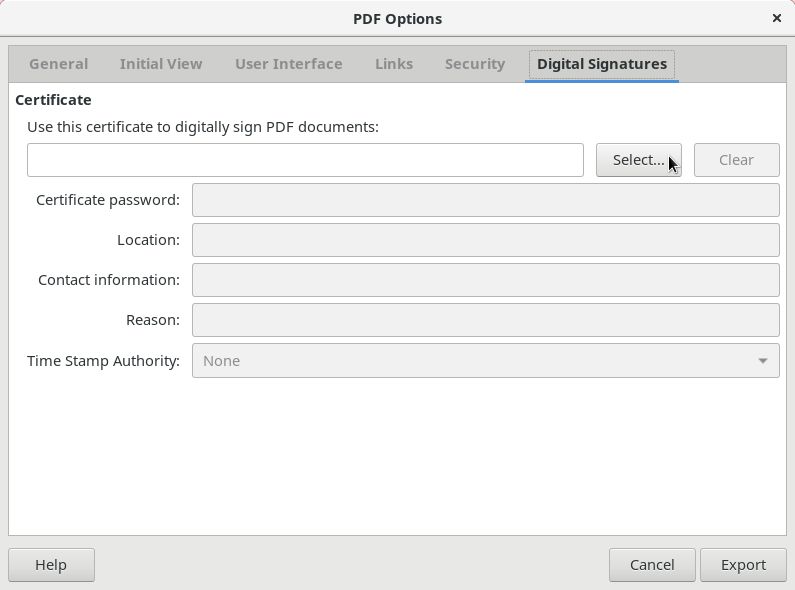 PDF Options ×
General Initial View User Interface Links Security Digital Signatures
Certificate
Use this certificate to digitally sign PDF documents:
Select... Clear
Certificate password:
Location:
Contact information:
Reason:
Time Stamp Authority: None
Help Cancel Export